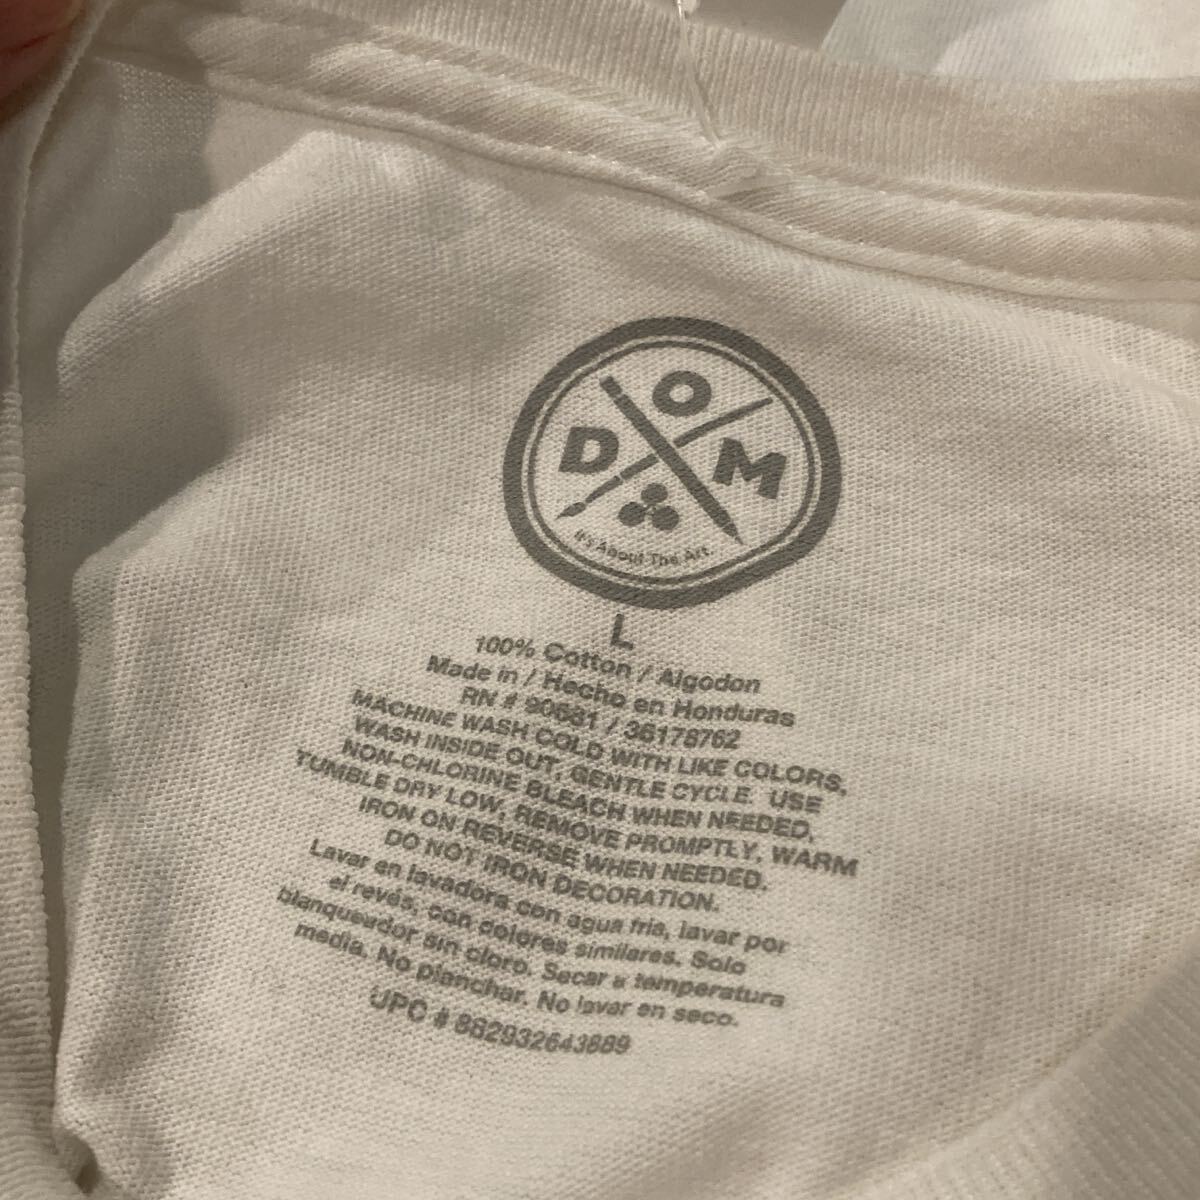 D O M
It's About The Art.
L
100% Cotton / Algodon
Made in / Hecho en Honduras
RN # 90681 / 36178762
MACHINE WASH COLD WITH LIKE COLORS,
WASH INSIDE OUT, GENTLE CYCLE. USE
NON-CHLORINE BLEACH WHEN NEEDED.
TUMBLE DRY LOW, REMOVE PROMPTLY, WARM
IRON ON REVERSE WHEN NEEDED.
DO NOT IRON DECORATION.
Lavar en lavadora con agua fria, lavar por
el revés, con colores similares. Solo
blanqueador sin cloro. Secar a temperatura
media. No planchar. No lavar en seco.
UPC # 882932643889